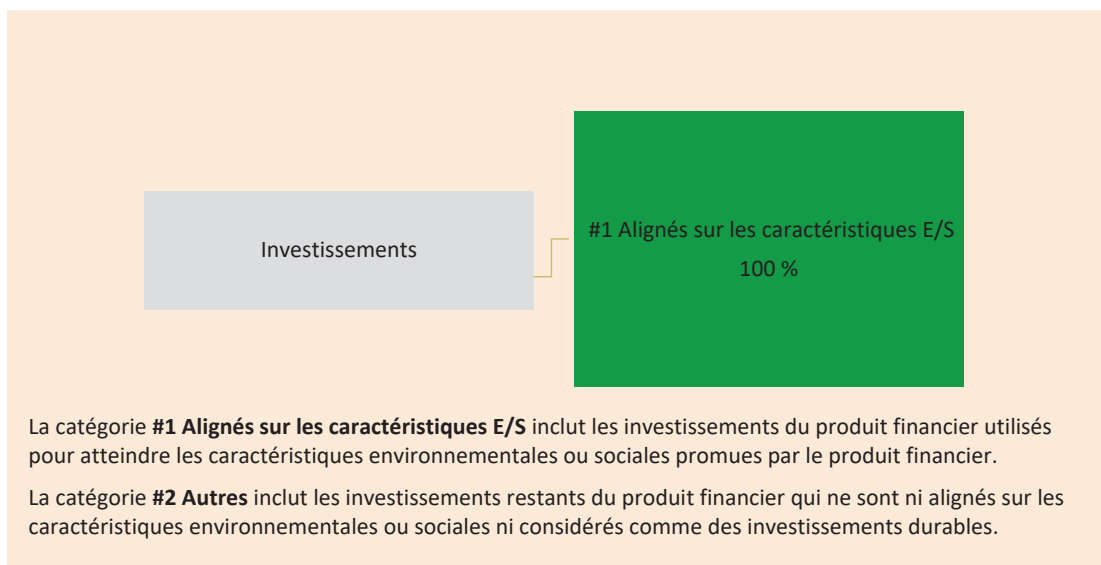 Investissements
#1 Alignés sur les caractéristiques E/S
100 %
La catégorie #1 Alignés sur les caractéristiques E/S inclut les investissements du produit financier utilisés
pour atteindre les caractéristiques environnementales ou sociales promues par le produit financier.
La catégorie #2 Autres inclut les investissements restants du produit financier qui ne sont ni alignés sur les
caractéristiques environnementales ou sociales ni considérés comme des investissements durables.